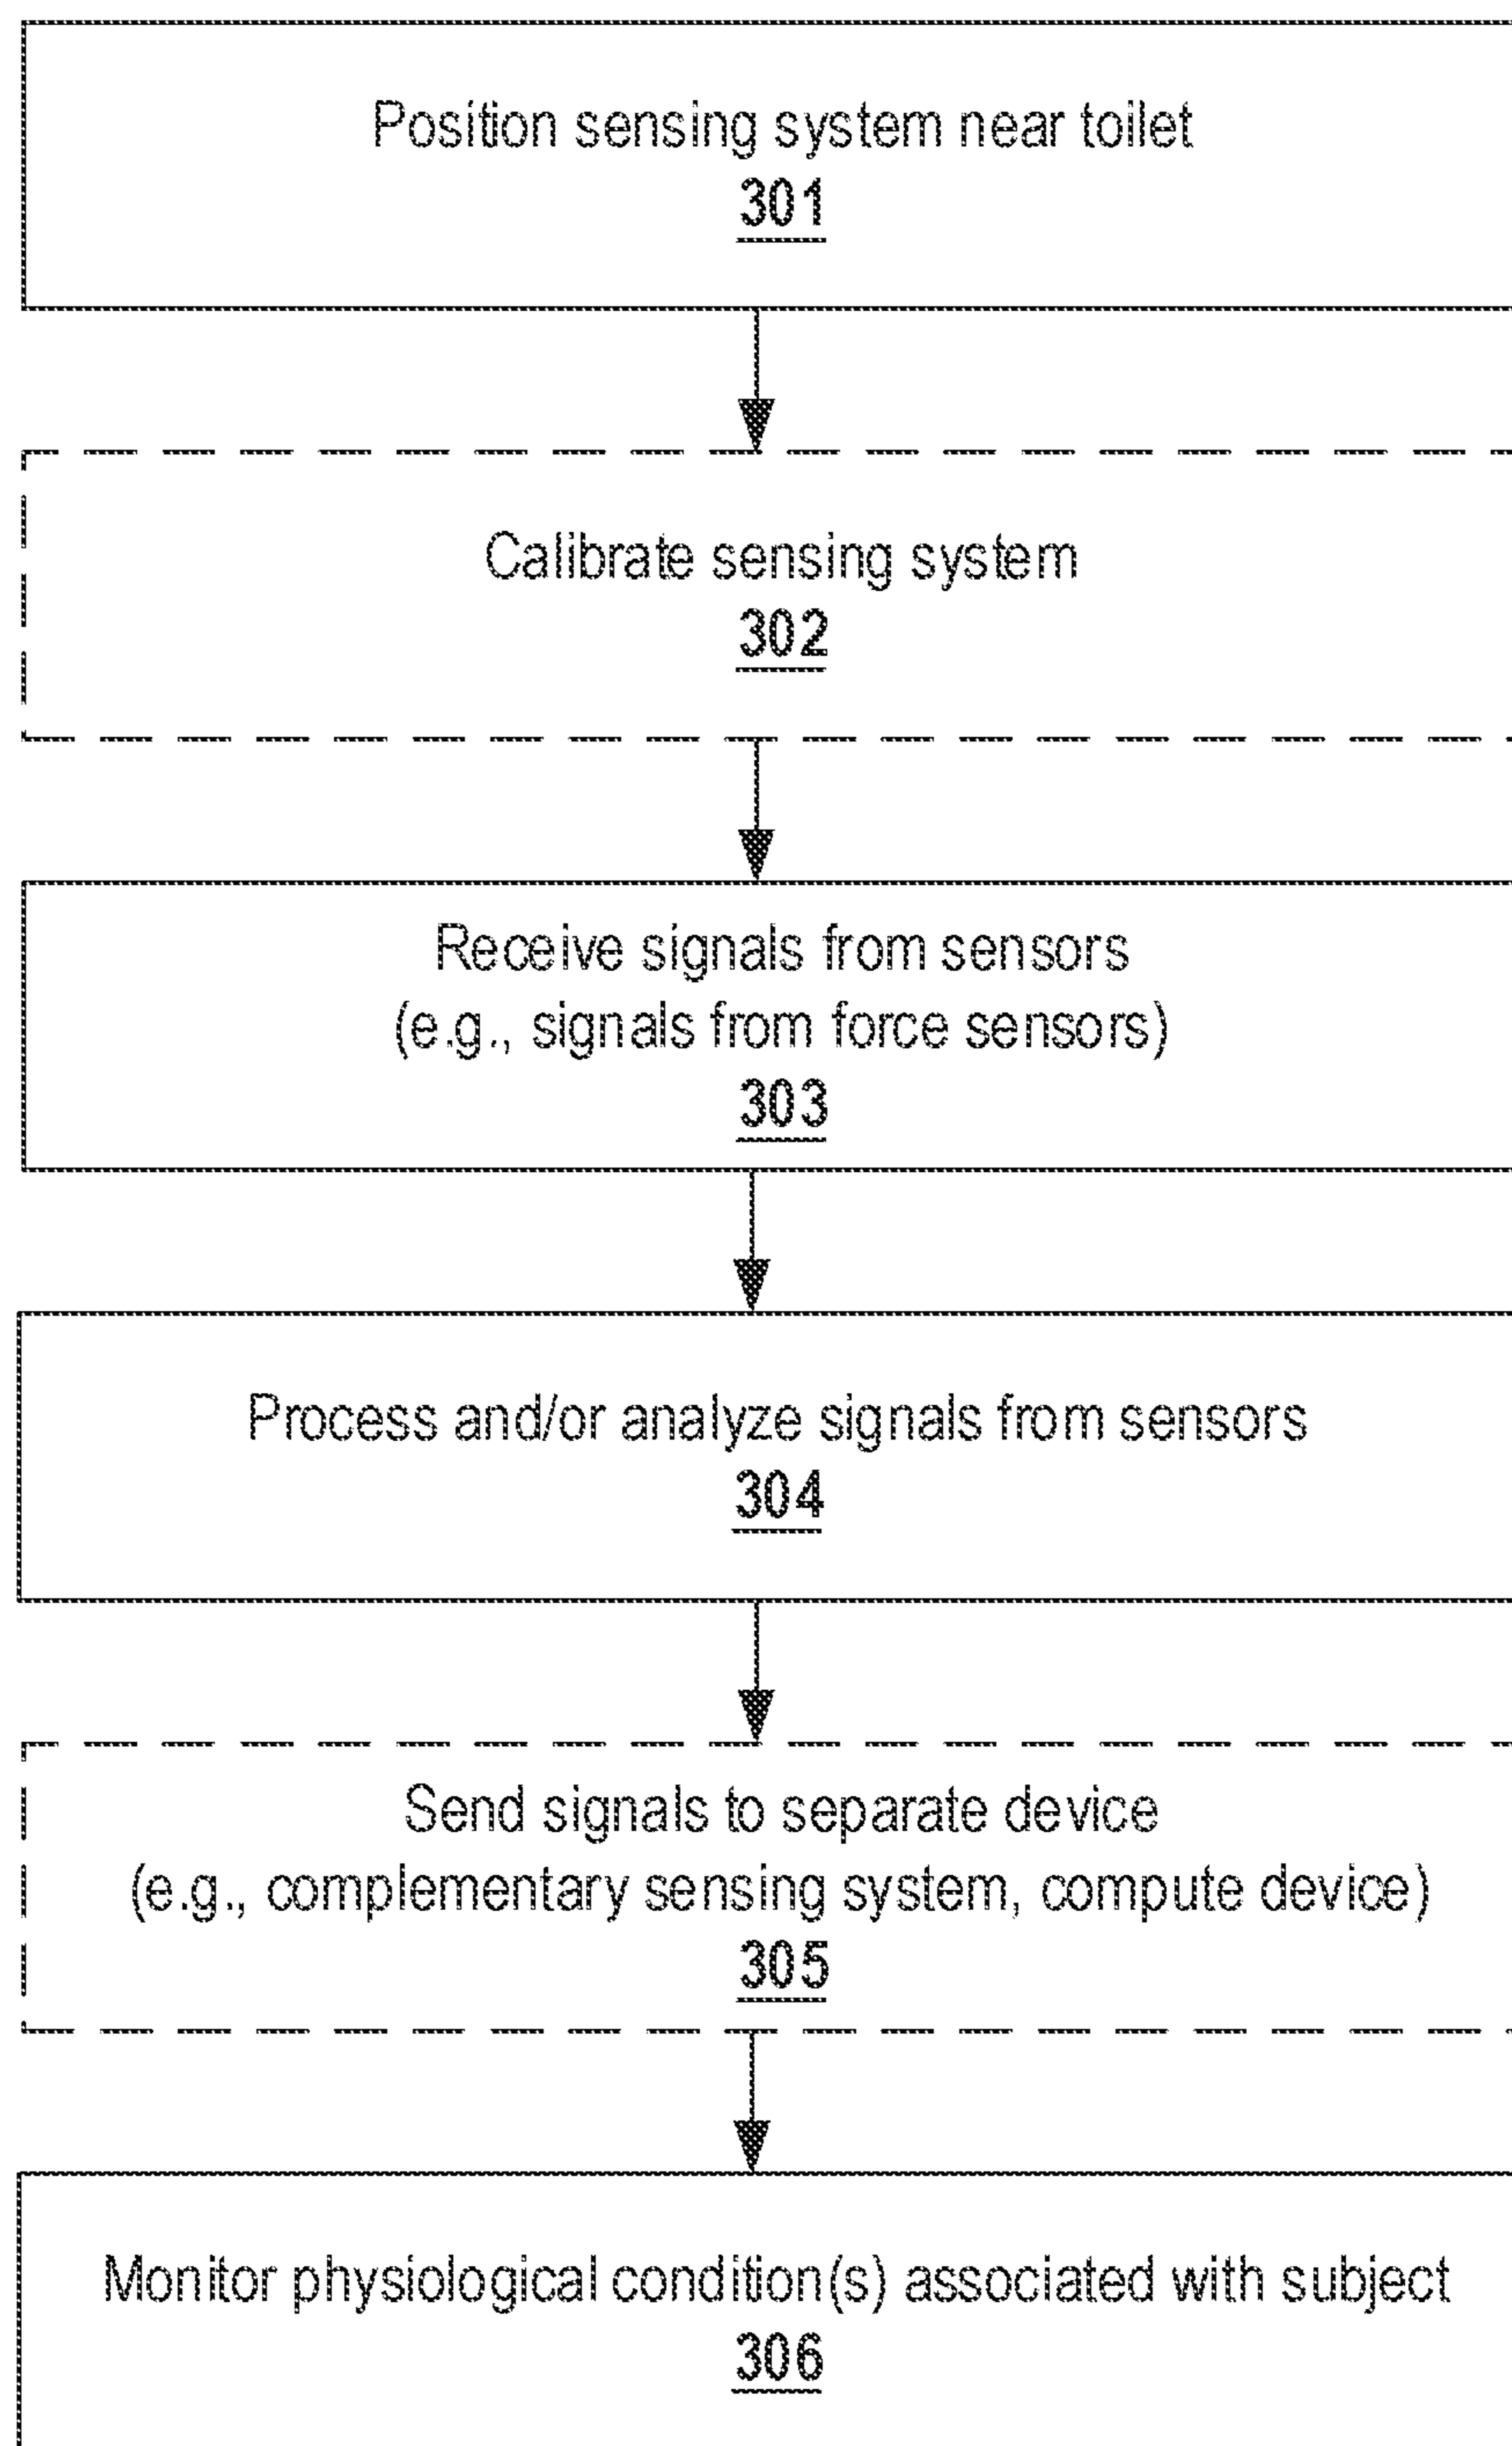 Position sensing system near toilet
301
Calibrate sensing system
302
Receive signals from sensors
(e.g., signals from force sensors)
303
Process and/or analyze signals from sensors
304
Send signals to separate device
(e.g., complementary sensing system, compute device)
305
Monitor physiological condition(s) associated with subject
306